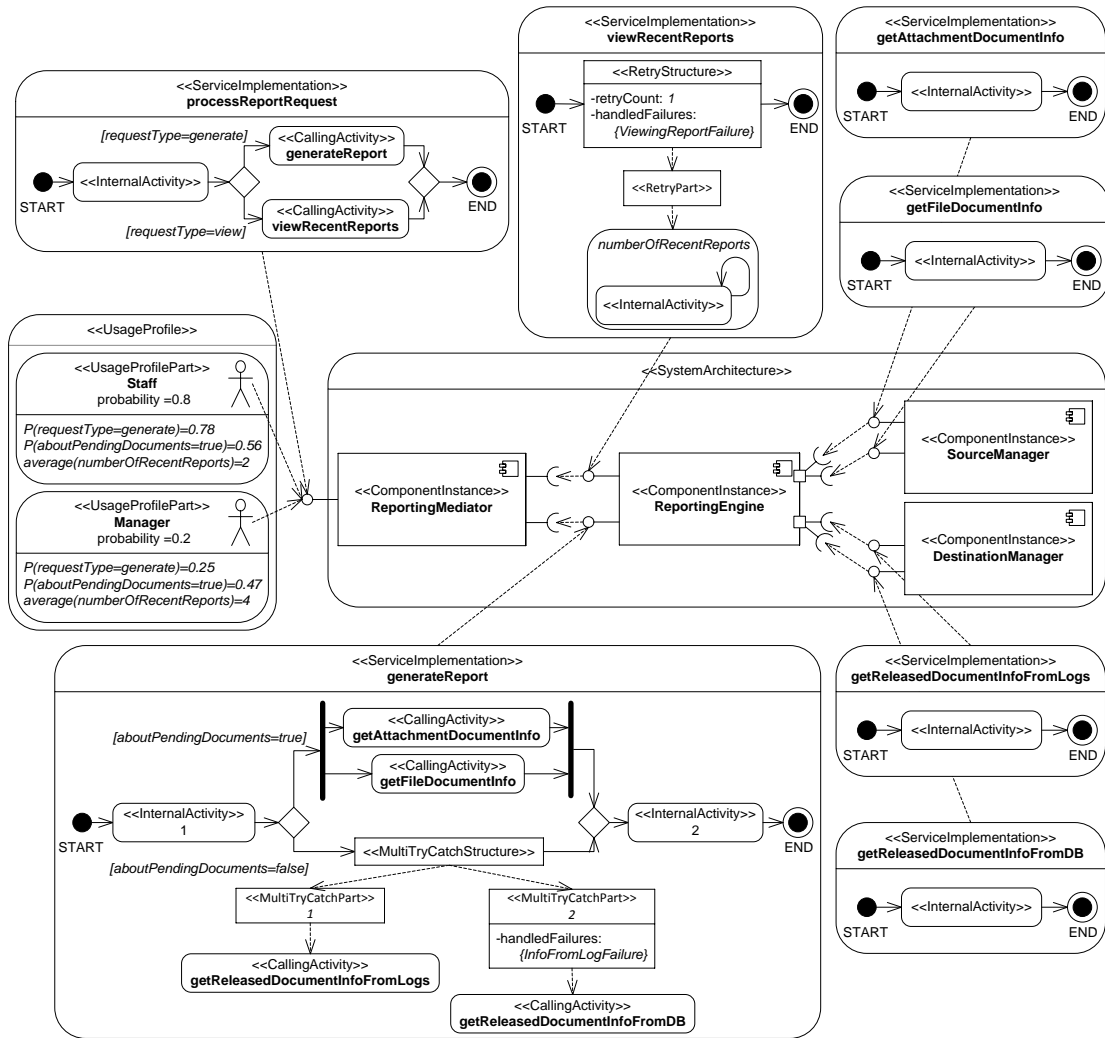 <<ServiceImplementation>>
processReportRequest
[requestType=generate]
<<CallingActivity>>
generateReport
<<InternalActivity>>
START
END
<<CallingActivity>>
viewRecentReports
[requestType=view]
<<ServiceImplementation>>
viewRecentReports
<<RetryStructure>>
-retryCount: 1
-handledFailures:
{ViewingReportFailure}
START
END
<<RetryPart>>
numberOfRecentReports
<<InternalActivity>>
<<ServiceImplementation>>
getAttachmentDocumentInfo
<<InternalActivity>>
START
END
<<ServiceImplementation>>
getFileDocumentInfo
<<InternalActivity>>
START
END
<<UsageProfile>>
<<UsageProfilePart>>
Staff
probability =0.8
P(requestType=generate)=0.78
P(aboutPendingDocuments=true)=0.56
average(numberOfRecentReports)=2
<<UsageProfilePart>>
Manager
probability =0.2
P(requestType=generate)=0.25
P(aboutPendingDocuments=true)=0.47
average(numberOfRecentReports)=4
<<SystemArchitecture>>
<<ComponentInstance>>
ReportingMediator
<<ComponentInstance>>
ReportingEngine
<<ComponentInstance>>
SourceManager
<<ComponentInstance>>
DestinationManager
<<ServiceImplementation>>
generateReport
[aboutPendingDocuments=true]
<<CallingActivity>>
getAttachmentDocumentInfo
<<CallingActivity>>
getFileDocumentInfo
START
<<InternalActivity>>
1
<<InternalActivity>>
2
END
<<MultiTryCatchStructure>>
[aboutPendingDocuments=false]
<<MultiTryCatchPart>>
1
<<MultiTryCatchPart>>
2
-handledFailures:
{InfoFromLogFailure}
<<CallingActivity>>
getReleasedDocumentInfoFromLogs
<<CallingActivity>>
getReleasedDocumentInfoFromDB
<<ServiceImplementation>>
getReleasedDocumentInfoFromLogs
<<InternalActivity>>
START
END
<<ServiceImplementation>>
getReleasedDocumentInfoFromDB
<<InternalActivity>>
START
END